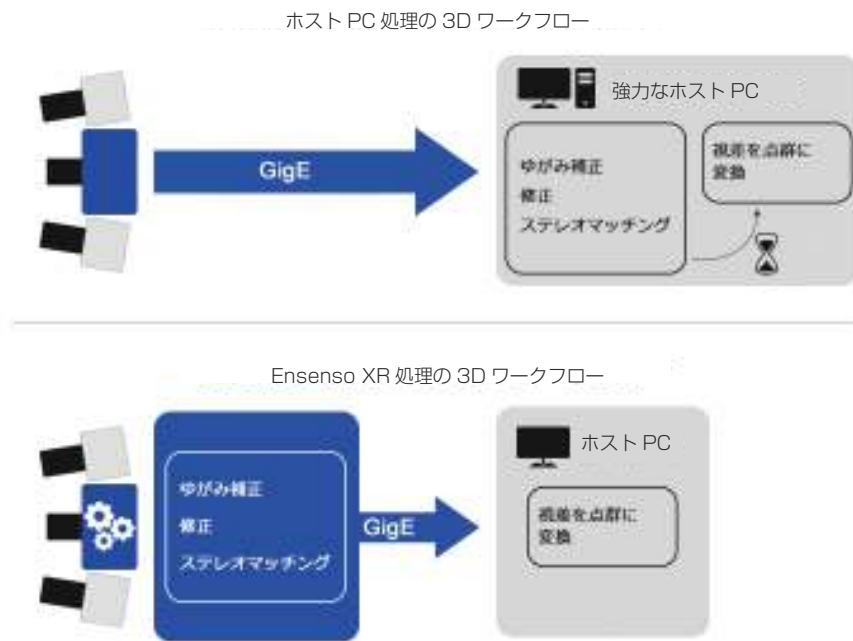 ホスト PC 処理の 3D ワークフロー
強力なホスト PC
GigE
ゆがみ補正
修正
ステレオマッチング
視差を点群に
変換
Ensenso XR 処理の 3D ワークフロー
ゆがみ補正
修正
ステレオマッチング
GigE
ホスト PC
視差を点群に
変換